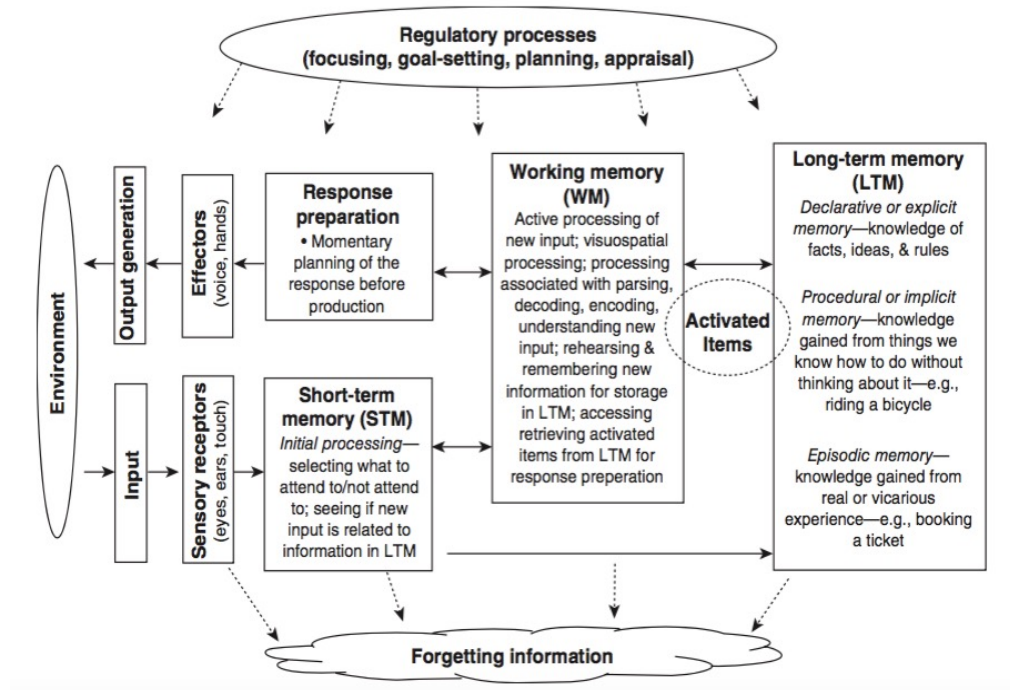 Regulatory processes
(focusing, goal-setting, planning, appraisal)
Environment
Output generation
Effectors
(voice, hands)
Response
preparation
• Momentary
planning of the
response before
production
Input
Sensory receptors
(eyes, ears, touch)
Short-term
memory (STM)
Initial processing—
selecting what to
attend to/not attend
to; seeing if new
input is related to
information in LTM
Working memory
(WM)
Active processing of
new input; visuospatial
processing; processing
associated with parsing,
decoding, encoding,
understanding new
input; rehearsing &
remembering new
information for storage
in LTM; accessing
retrieving activated
items from LTM for
response preperation
Activated
Items
Long-term memory
(LTM)
Declarative or explicit
memory—knowledge of
facts, ideas, & rules
Procedural or implicit
memory—knowledge
gained from things we
know how to do without
thinking about it—e.g.,
riding a bicycle
Episodic memory—
knowledge gained from
real or vicarious
experience—e.g., booking
a ticket
Forgetting information